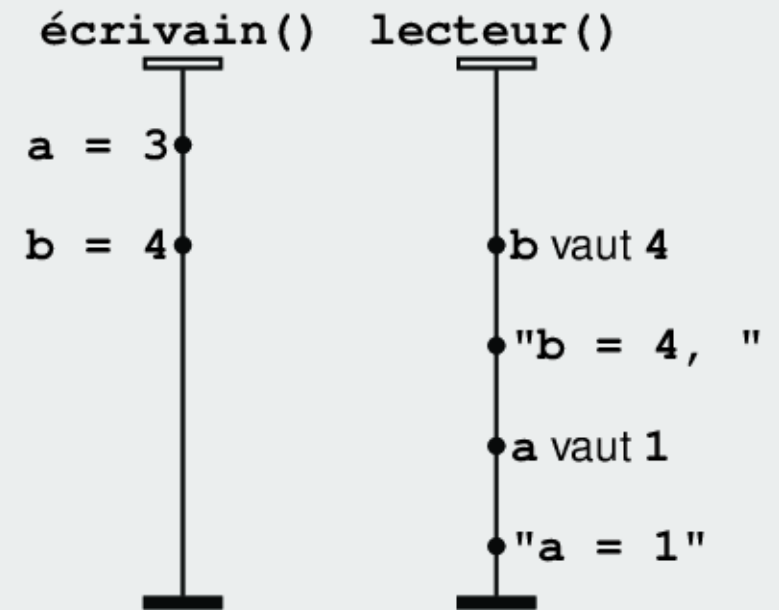 écrivain() lecteur()
a = 3
b = 4 b vaut 4
"b = 4, "
a vaut 1
"a = 1"